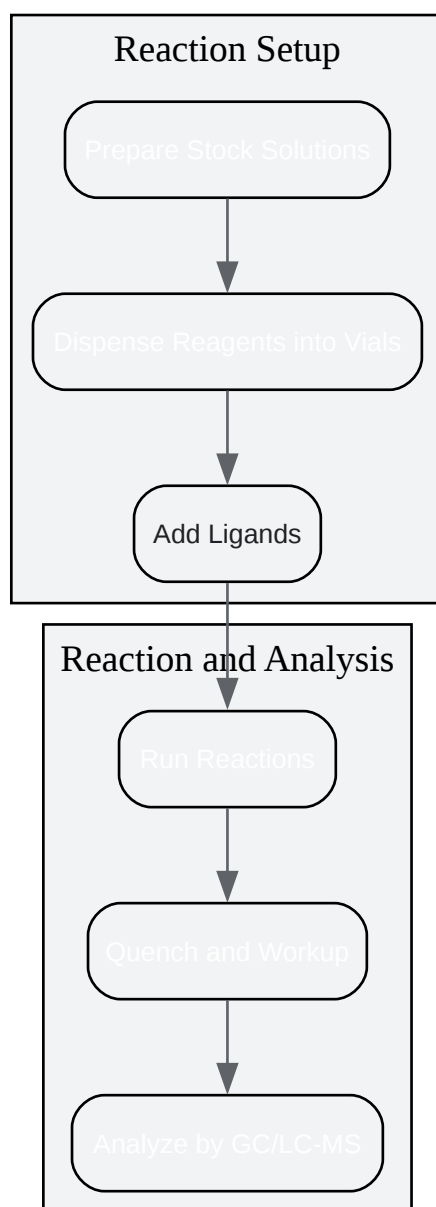 Reaction Setup
Prepare Stock Solutions
Dispense Reagents into Vials
Add Ligands
Reaction and Analysis
Run Reactions
Quench and Workup
Analyze by GC/LC-MS